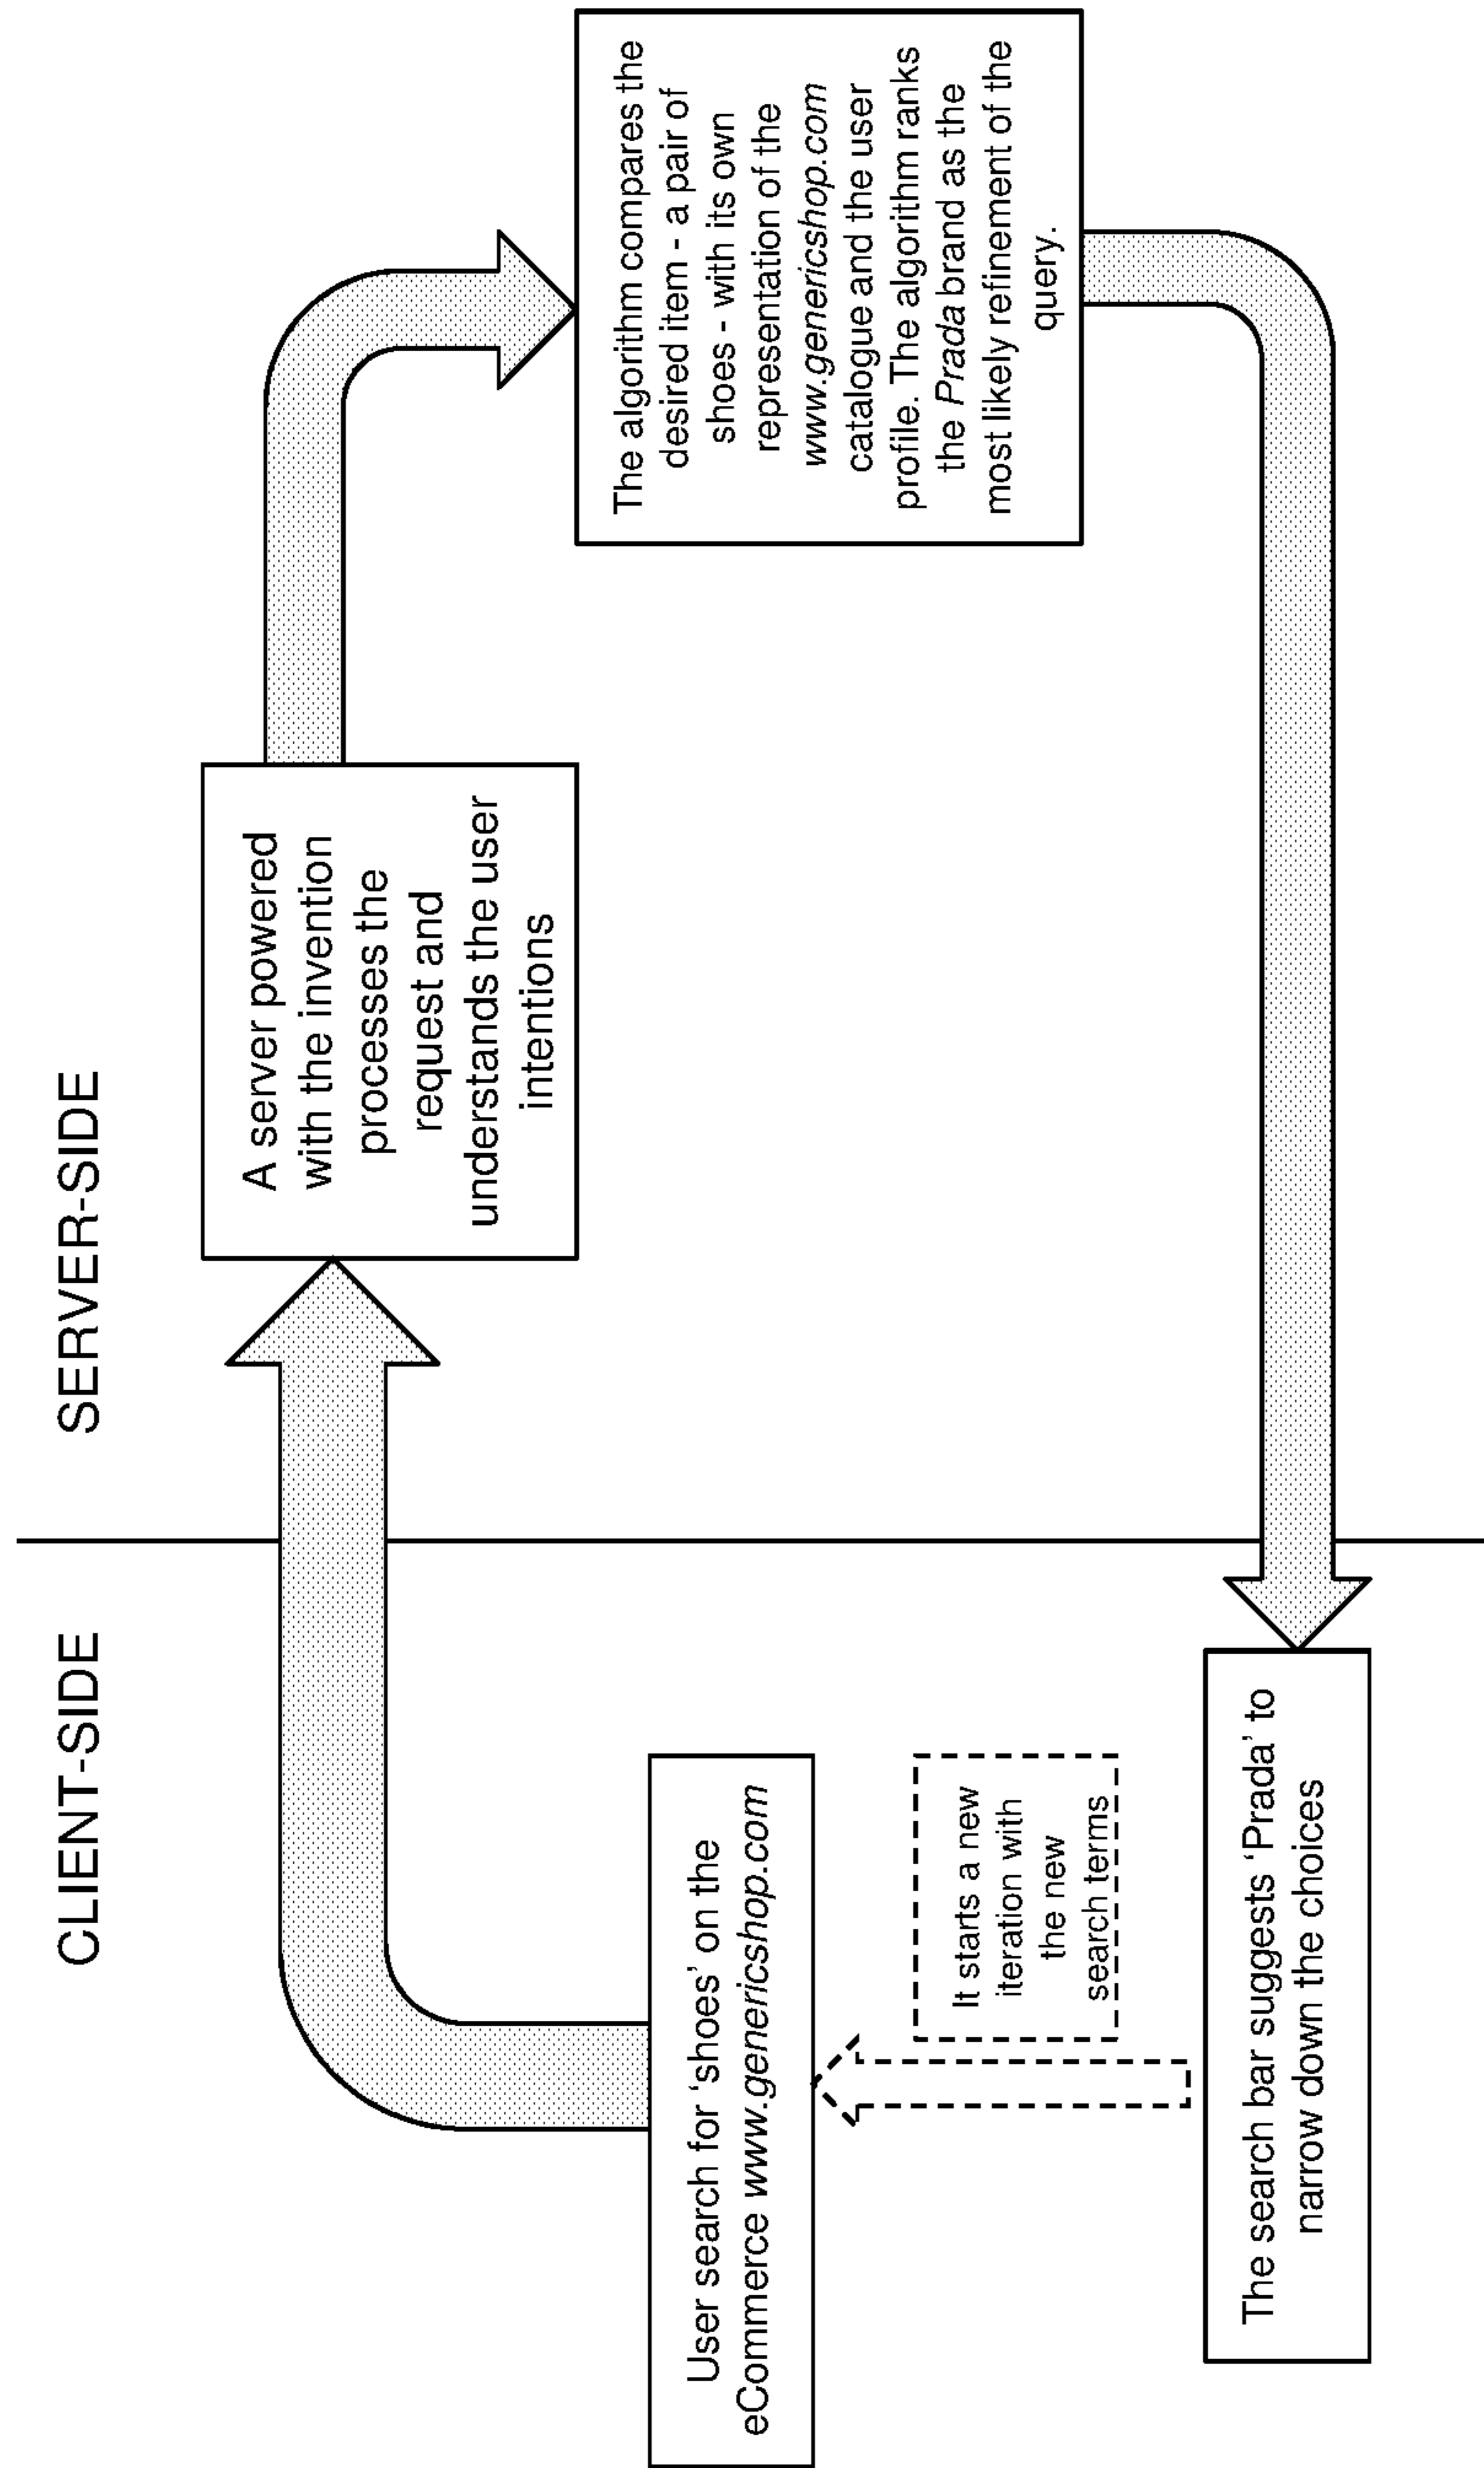 CLIENT-SIDE
SERVER-SIDE
User search for ‘shoes’ on the
eCommerce www.genericshop.com
A server powered
with the invention
processes the
request and
understands the user
intentions
The algorithm compares the
desired item - a pair of
shoes - with its own
representation of the
www.genericshop.com
catalogue and the user
profile. The algorithm ranks
the Prada brand as the
most likely refinement of the
query.
The search bar suggests ‘Prada’ to
narrow down the choices
It starts a new
iteration with
the new
search terms